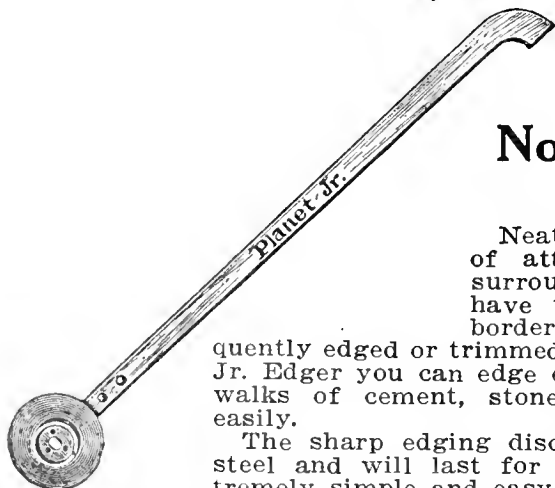 No
Planet Jr.
Neat
of att
surrou
have
border
quently edged or trimmed
Jr. Edger you can edge
walks of cement, stone
easily.
The sharp edging disc
steel and will last for
tremely simple and easy